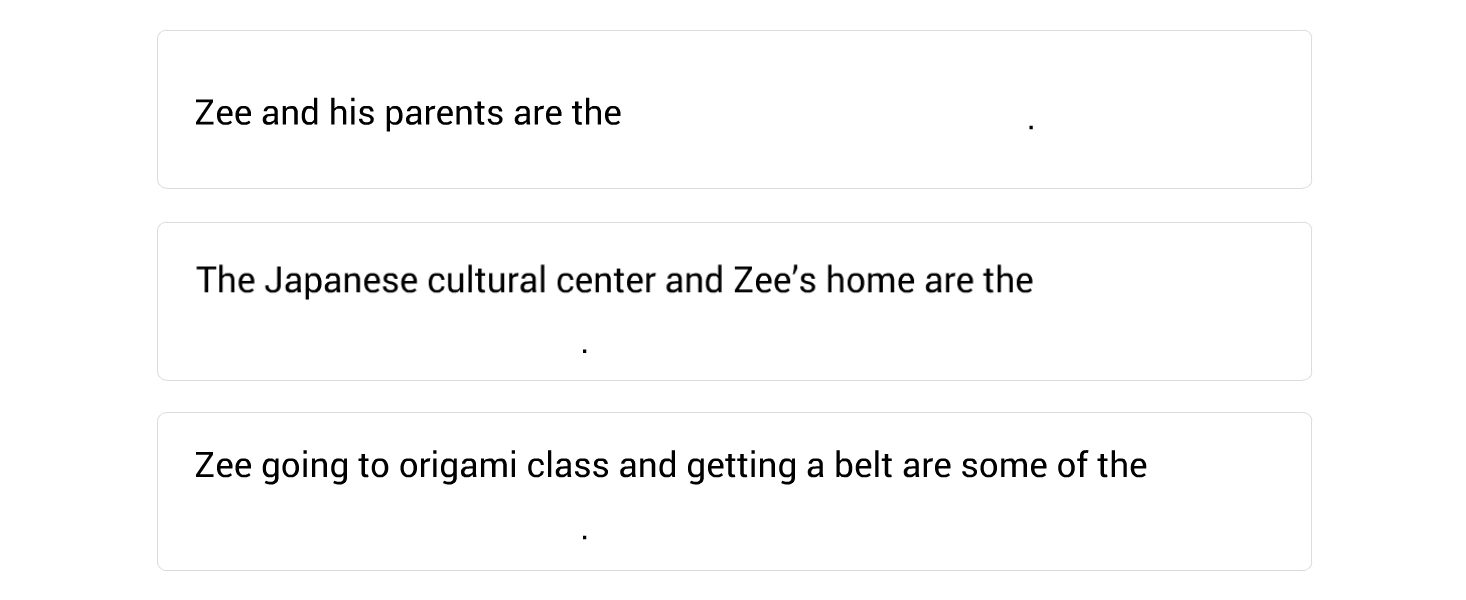 Zee and his parents are the .
The Japanese cultural center and Zee’s home are the
.
Zee going to origami class and getting a belt are some of the
.